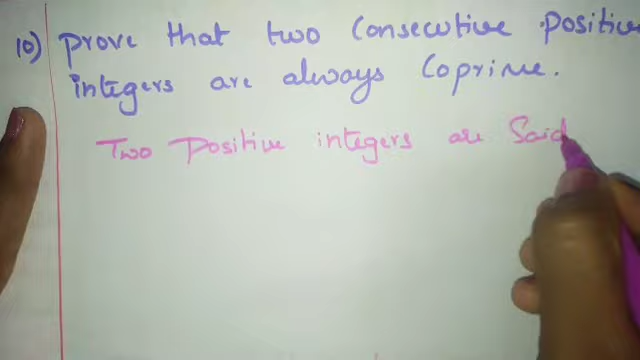 10) Prove that two Consecutive Positive
integers are always Coprime.
Two Positive integers are Said